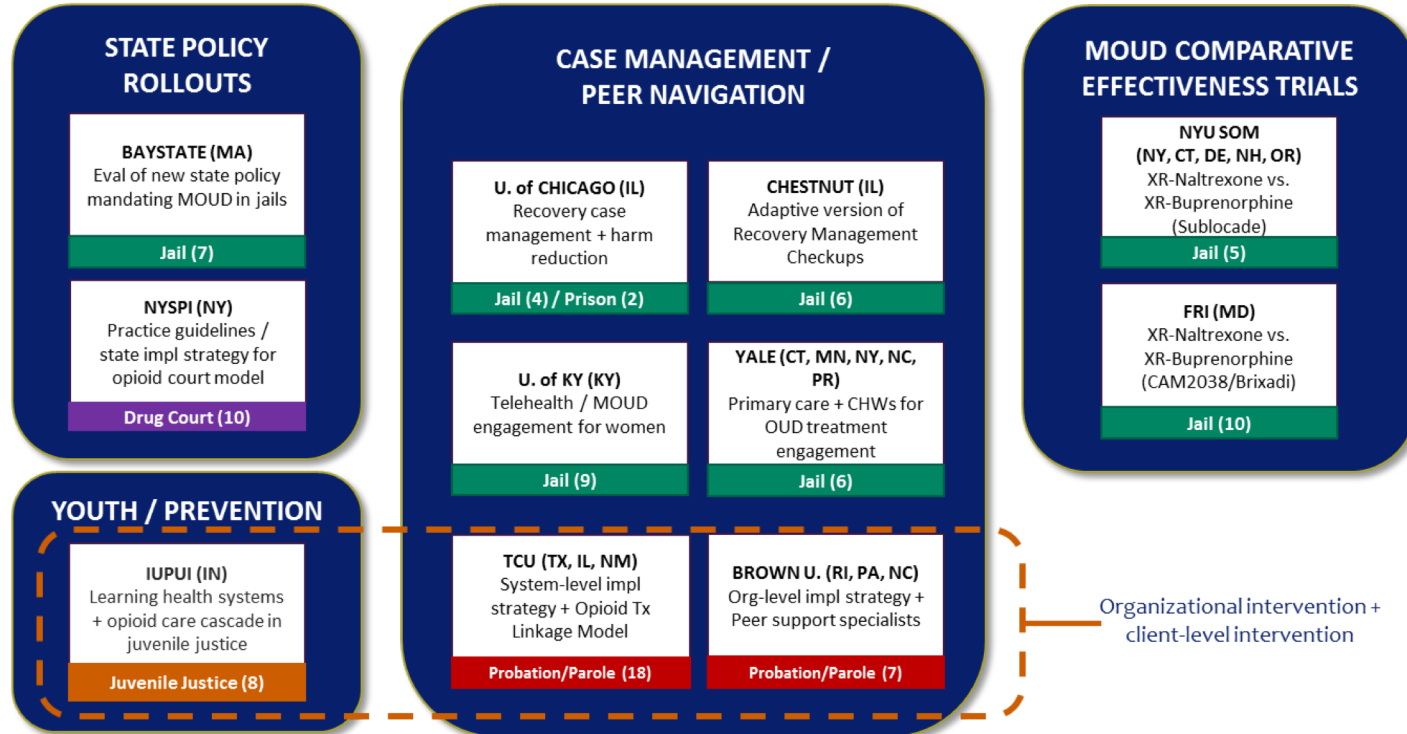 STATE POLICY
ROLLOUTS
BAYSTATE (MA)
Eval of new state policy
mandating MOUD in jails
Jail (7)
NYSPI (NY)
Practice guidelines /
state impl strategy for
opioid court model
Drug Court (10)
YOUTH / PREVENTION
IUPUI (IN)
Learning health systems
+ opioid care cascade in
juvenile justice
Juvenile Justice (8)
CASE MANAGEMENT /
PEER NAVIGATION
U. of CHICAGO (IL)
Recovery case
management + harm
reduction
Jail (4) / Prison (2)
CHESTNUT (IL)
Adaptive version of
Recovery Management
Checkups
Jail (6)
U. of KY (KY)
Telehealth / MOUD
engagement for women
Jail (9)
YALE (CT, MN, NY, NC,
PR)
Primary care + CHWs for
OUD treatment
engagement
Jail (6)
TCU (TX, IL, NM)
System-level impl
strategy + Opioid Tx
Linkage Model
Probation/Parole (18)
BROWN U. (RI, PA, NC)
Org-level impl strategy +
Peer support specialists
Probation/Parole (7)
MOUD COMPARATIVE
EFFECTIVENESS TRIALS
NYU SOM
(NY, CT, DE, NH, OR)
XR-Naltrexone vs.
XR-Buprenorphine
(Sublocade)
Jail (5)
FRI (MD)
XR-Naltrexone vs.
XR-Buprenorphine
(CAM2038/Brixadi)
Jail (10)
Organizational intervention +
client-level intervention